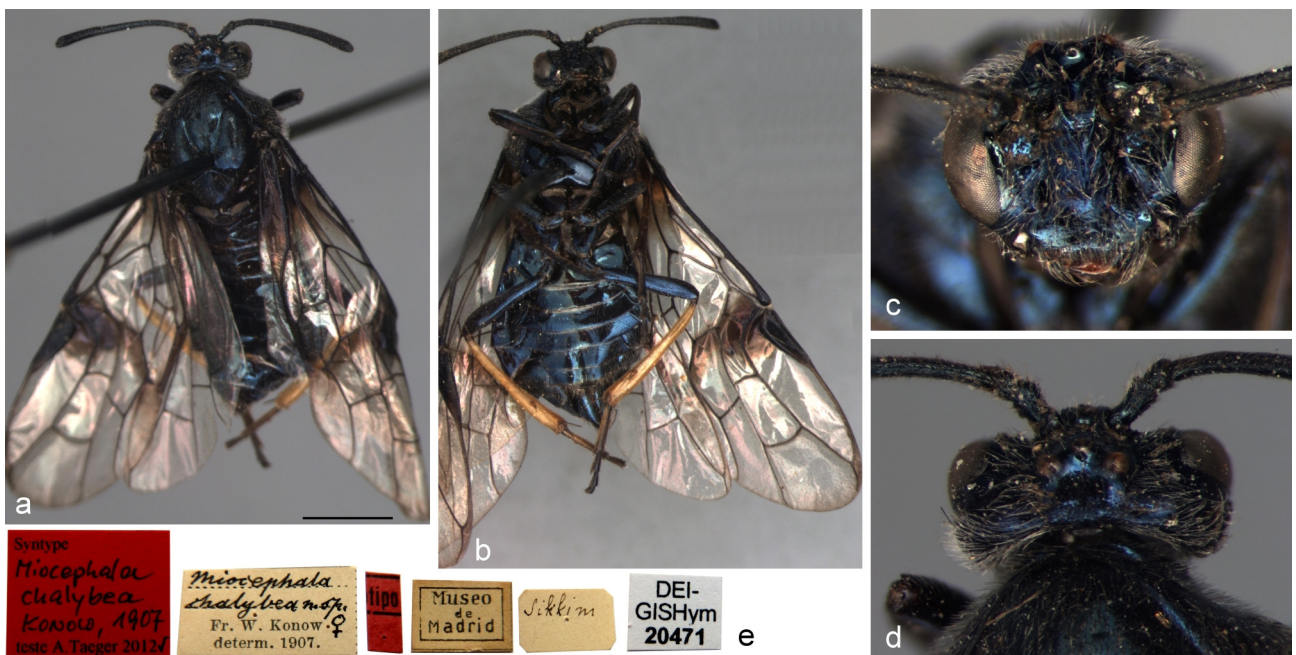 a
b
c
d
Syntype
Miocephala
chalybea
KONOW, 1907
teste A. Taeger 2012
Miocephala
chalybea n. sp.
Fr. W. Konow ♀
determ. 1907.
tipo
Museo
de
Madrid
Sikkim
DEI-
GISHym
20471
e